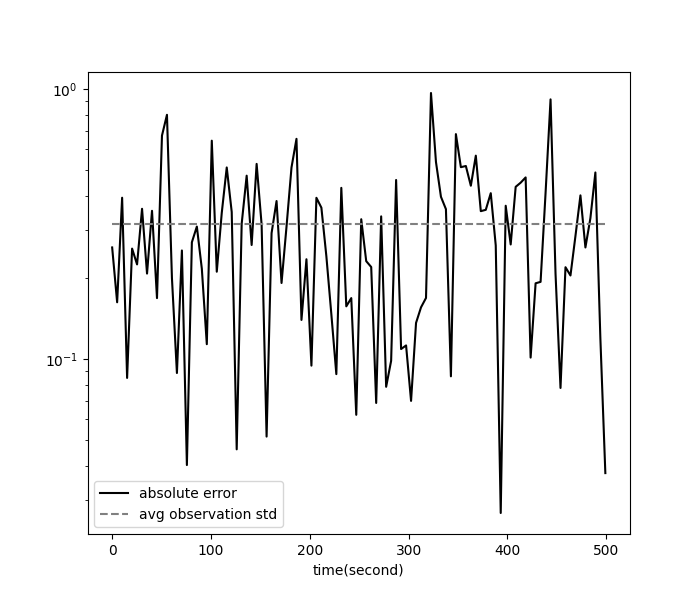 10⁰
10⁻¹
absolute error
avg observation std
0 100 200 300 400 500
time(second)